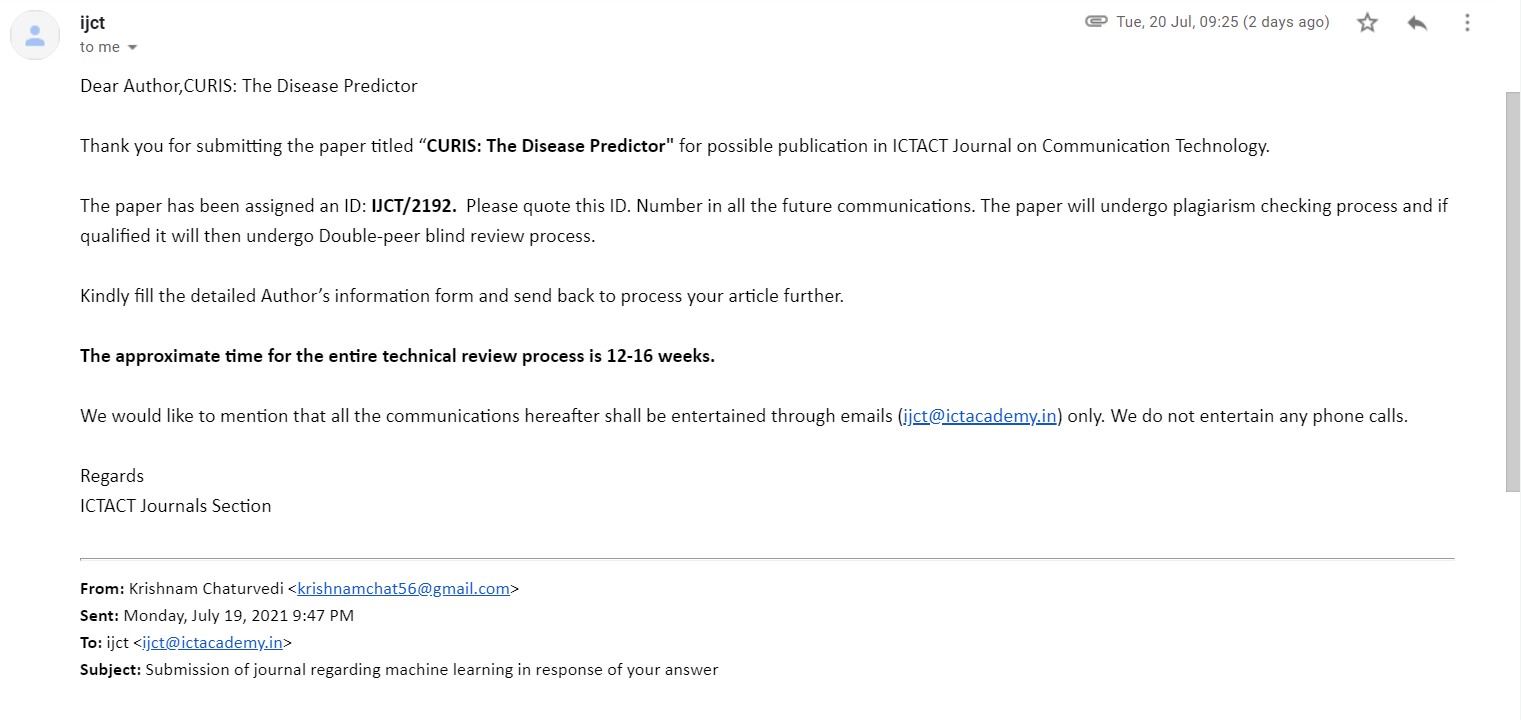 ijct
Tue, 20 Jul, 09:25 (2 days ago)
to me
Dear Author,CURIS: The Disease Predictor
Thank you for submitting the paper titled “CURIS: The Disease Predictor" for possible publication in ICTACT Journal on Communication Technology.
The paper has been assigned an ID: IJCT/2192.  Please quote this ID. Number in all the future communications. The paper will undergo plagiarism checking process and if
qualified it will then undergo Double-peer blind review process.
Kindly fill the detailed Author’s information form and send back to process your article further.
The approximate time for the entire technical review process is 12-16 weeks.
We would like to mention that all the communications hereafter shall be entertained through emails (ijct@ictacademy.in) only. We do not entertain any phone calls.
Regards
ICTACT Journals Section
From: Krishnam Chaturvedi <krishnamchat56@gmail.com>
Sent: Monday, July 19, 2021 9:47 PM
To: ijct <ijct@ictacademy.in>
Subject: Submission of journal regarding machine learning in response of your answer